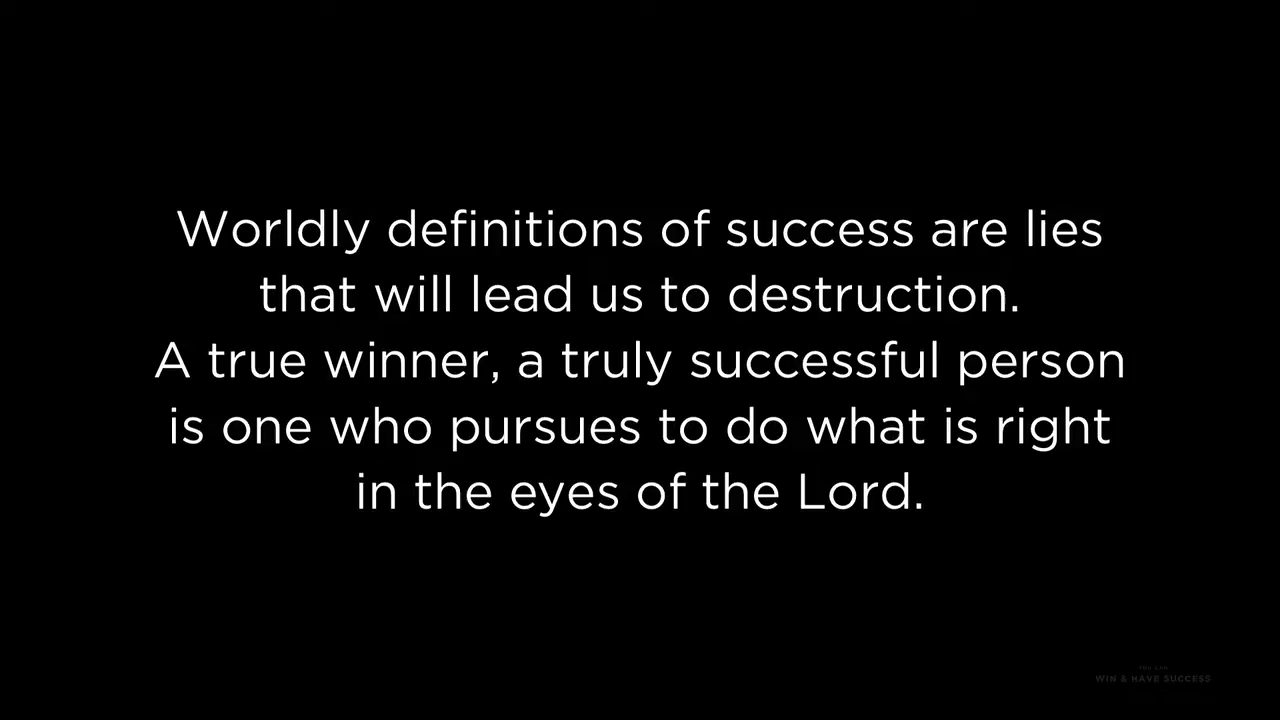 Worldly definitions of success are lies
that will lead us to destruction.
A true winner, a truly successful person
is one who pursues to do what is right
in the eyes of the Lord.
WIN & HAVE SUCCESS